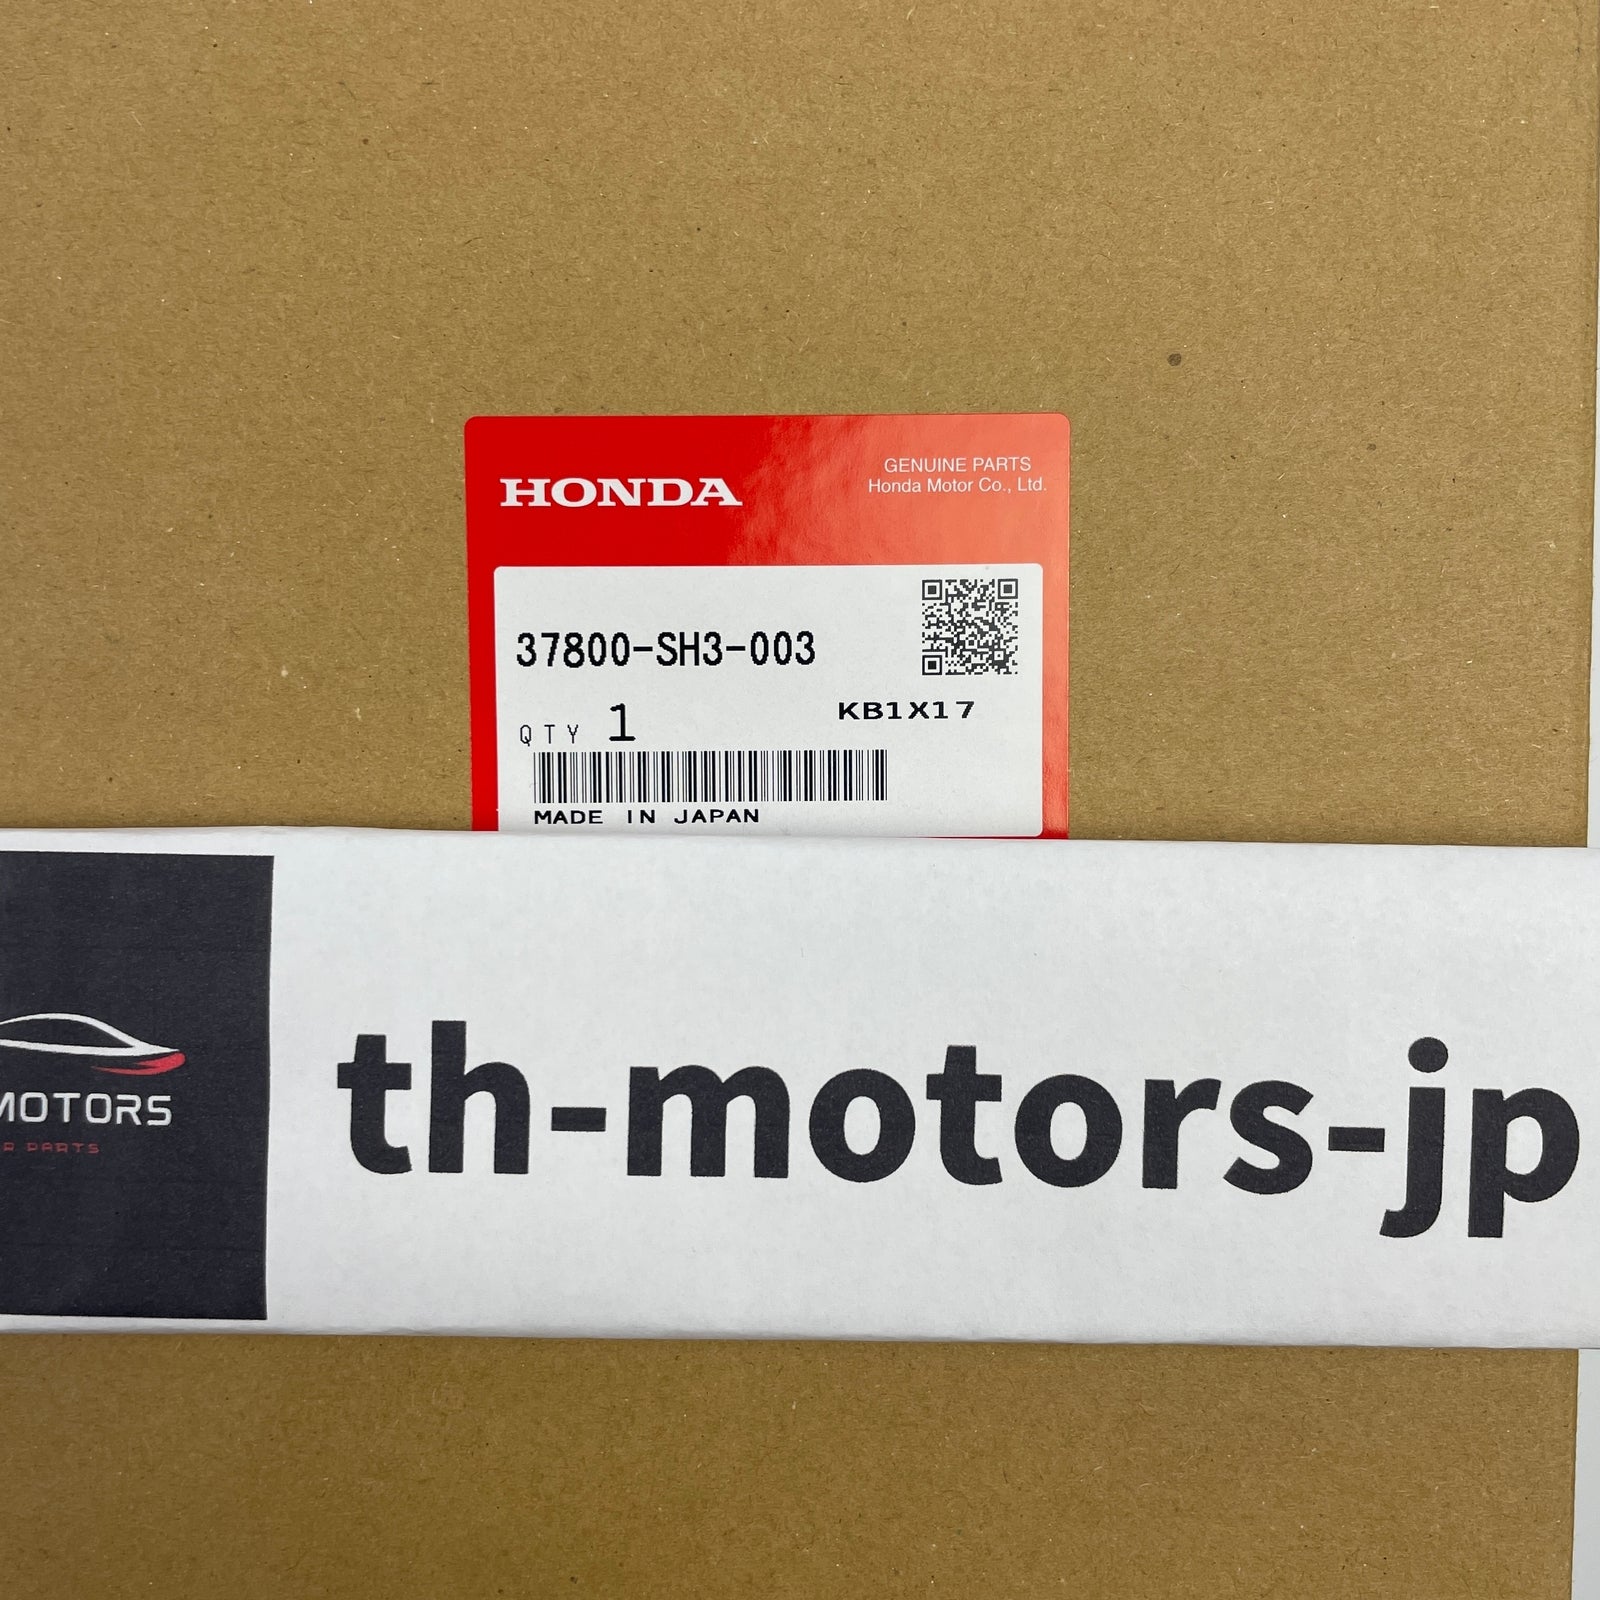 HONDA
GENUINE PARTS
Honda Motor Co., Ltd.
37800-SH3-003
KB1X17
QTY 1
MADE IN JAPAN
th-motors-jp
MOTORS
R PARTS